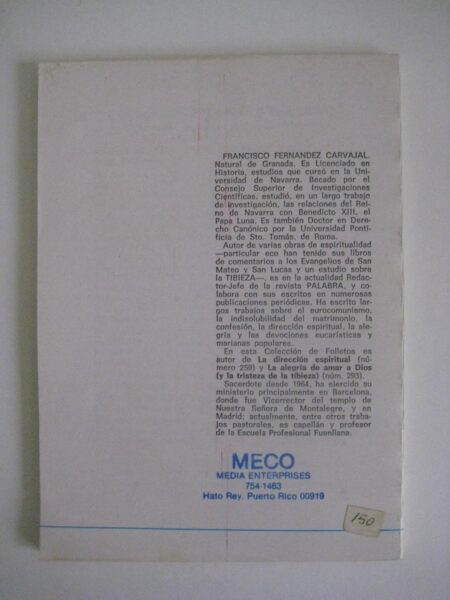 FRANCISCO FERNANDEZ CARVAJAL.
Natural de Granada. Es Licenciado en
Historia, estudios que cursó en la Uni-
versidad de Navarra. Becado por el
Consejo Superior de Investigaciones
Científicas, estudió, en un largo trabajo
de investigación, las relaciones del Rei-
no de Navarra con Benedicto XIII, el
Papa Luna. Es también Doctor en Dere-
cho Canónico por la Universidad Ponti-
ficia de Sto. Tomás, de Roma.
Autor de varias obras de espiritualidad
—particular eco han tenido sus libros
de comentarios a los Evangelios de San
Mateo y San Lucas y un estudio sobre
la TIBIEZA—, es en la actualidad Redac-
tor-Jefe de la revista PALABRA, y co-
labora con sus escritos en numerosas
publicaciones periódicas. Ha escrito lar-
gos trabajos sobre el eurocomunismo,
la indisolubilidad del matrimonio, la
confesión, la dirección espiritual, la ale-
gría y las devociones eucarísticas y
marianas populares.
En esta Colección de Folletos es
autor de La dirección espiritual (nú-
mero 259) y La alegría de amar a Dios
(y la tristeza de la tibieza) (núm. 293).
Sacerdote desde 1964, ha ejercido su
ministerio principalmente en Barcelona,
donde fue Vicerrector del templo de
Nuestra Señora de Montalegre, y en
Madrid; actualmente, entre otros traba-
jos pastorales, es capellán y profesor
de la Escuela Profesional Fuenllana.
MECO
MEDIA ENTERPRISES
754-1463
Hato Rey, Puerto Rico 00919
150